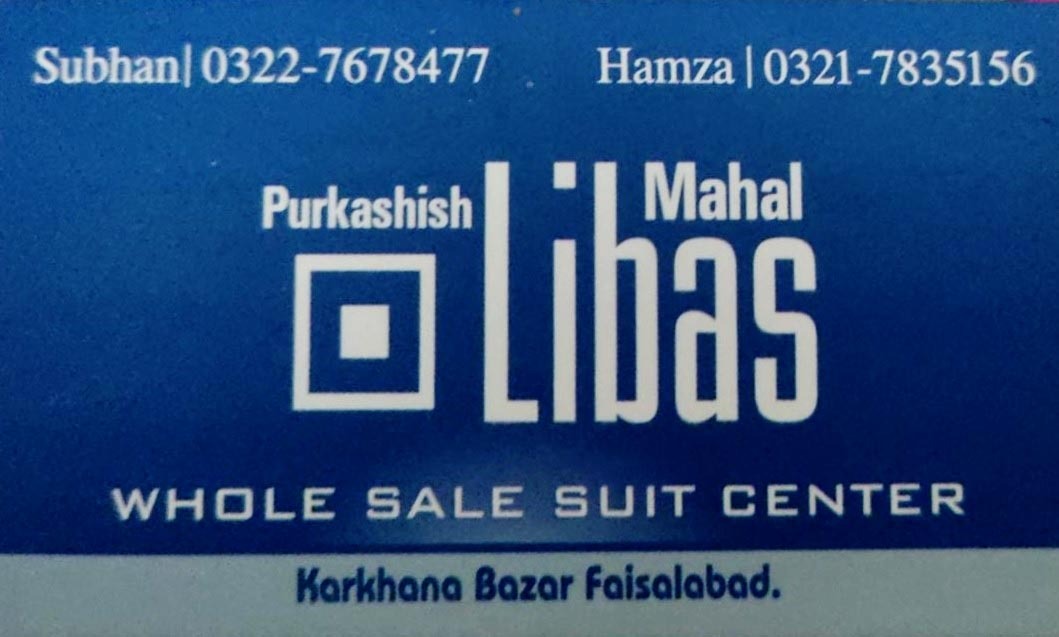 Subhan| 0322-7678477 Hamza | 0321-7835156
Purkashish Libas Mahal
WHOLE SALE SUIT CENTER
Karkhana Bazar Faisalabad.